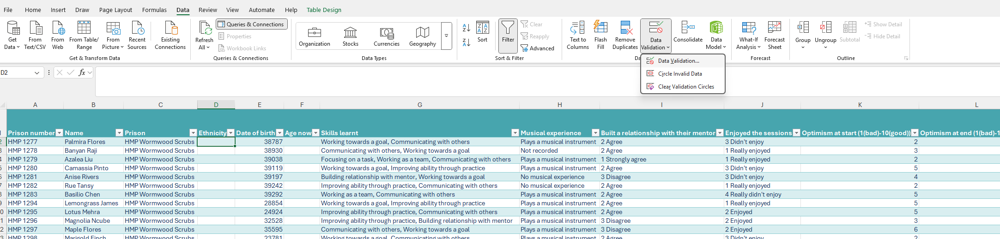 File Home Insert Draw Page Layout Formulas Data Review View Automate Help Table Design
Get Data From Text/CSV From Web From Table/ Range From Picture Recent Sources Existing Connections
Get & Transform Data
Refresh All Queries & Connections
Properties
Workbook Links
Queries & Connections
Organization Stocks Currencies Geography
Data Types
Sort Filter Clear
Reapply
Advanced
Sort & Filter
Text to Columns Flash Fill Remove Duplicates Data Validation Consolidate Data Model
What-If Analysis Forecast Sheet
Forecast
Group Ungroup Subtotal Show Detail
Hide Detail
Outline
Data Validation...
Circle Invalid Data
Clear Validation Circles
D2 fx
A B C D E F G H I J K L
Prison number Name Prison Ethnicity Date of birth Age now Skills learnt Musical experience Built a relationship with their mentor Enjoyed the sessions Optimism at start (1(bad)-10(good)) Optimism at end (1(bad)-1
HMP 1277 Palmira Flores HMP Wormwood Scrubs 38787 Working towards a goal, Communicating with others Plays a musical instrument 2 Agree 3 Didn't enjoy 2
HMP 1278 Banyan Raji HMP Wormwood Scrubs 38930 Communicating with others, Working towards a goal Not recorded 2 Agree 1 Really enjoyed 3
HMP 1279 Azalea Liu HMP Wormwood Scrubs 39038 Focusing on a task, Working as a team, Communicating with others Plays a musical instrument 1 Strongly agree 1 Really enjoyed 2
HMP 1280 Camassia Pinto HMP Wormwood Scrubs 39119 Working towards a goal, Improving ability through practice Plays a musical instrument 2 Agree 3 Didn't enjoy 5
HMP 1281 Anise Rivers HMP Wormwood Scrubs 39197 Building relationship with mentor, Working towards a goal No musical experience 3 Disagree 3 Didn't enjoy 4
HMP 1282 Rue Tansy HMP Wormwood Scrubs 39242 Improving ability through practice, Communicating with others No musical experience 2 Agree 1 Really enjoyed 2
HMP 1283 Basilio Chen HMP Wormwood Scrubs 39292 Working as a team, Communicating with others Plays a musical instrument 2 Agree 4 Really didn't enjoy 5
HMP 1294 Lemongrass James HMP Wormwood Scrubs 28854 Working towards a goal, Improving ability through practice Plays a musical instrument 2 Agree 1 Really enjoyed 5
HMP 1295 Lotus Mehra HMP Wormwood Scrubs 24924 Improving ability through practice, Communicating with others Plays a musical instrument 2 Agree 2 Enjoyed 5
HMP 1296 Magnolia Ncube HMP Wormwood Scrubs 32528 Improving ability through practice, Building relationship with mentor Plays a musical instrument 3 Disagree 2 Enjoyed 3
HMP 1297 Maple Flores HMP Wormwood Scrubs 35595 Communicating with others, Working towards a goal Plays a musical instrument 3 Disagree 2 Enjoyed 6
HMP 1298 Marigold Finch HMP Wormwood Scrubs 23781 Working towards a goal, Communicating with others Plays a musical instrument 2 Agree 3 Didn't enjoy 2